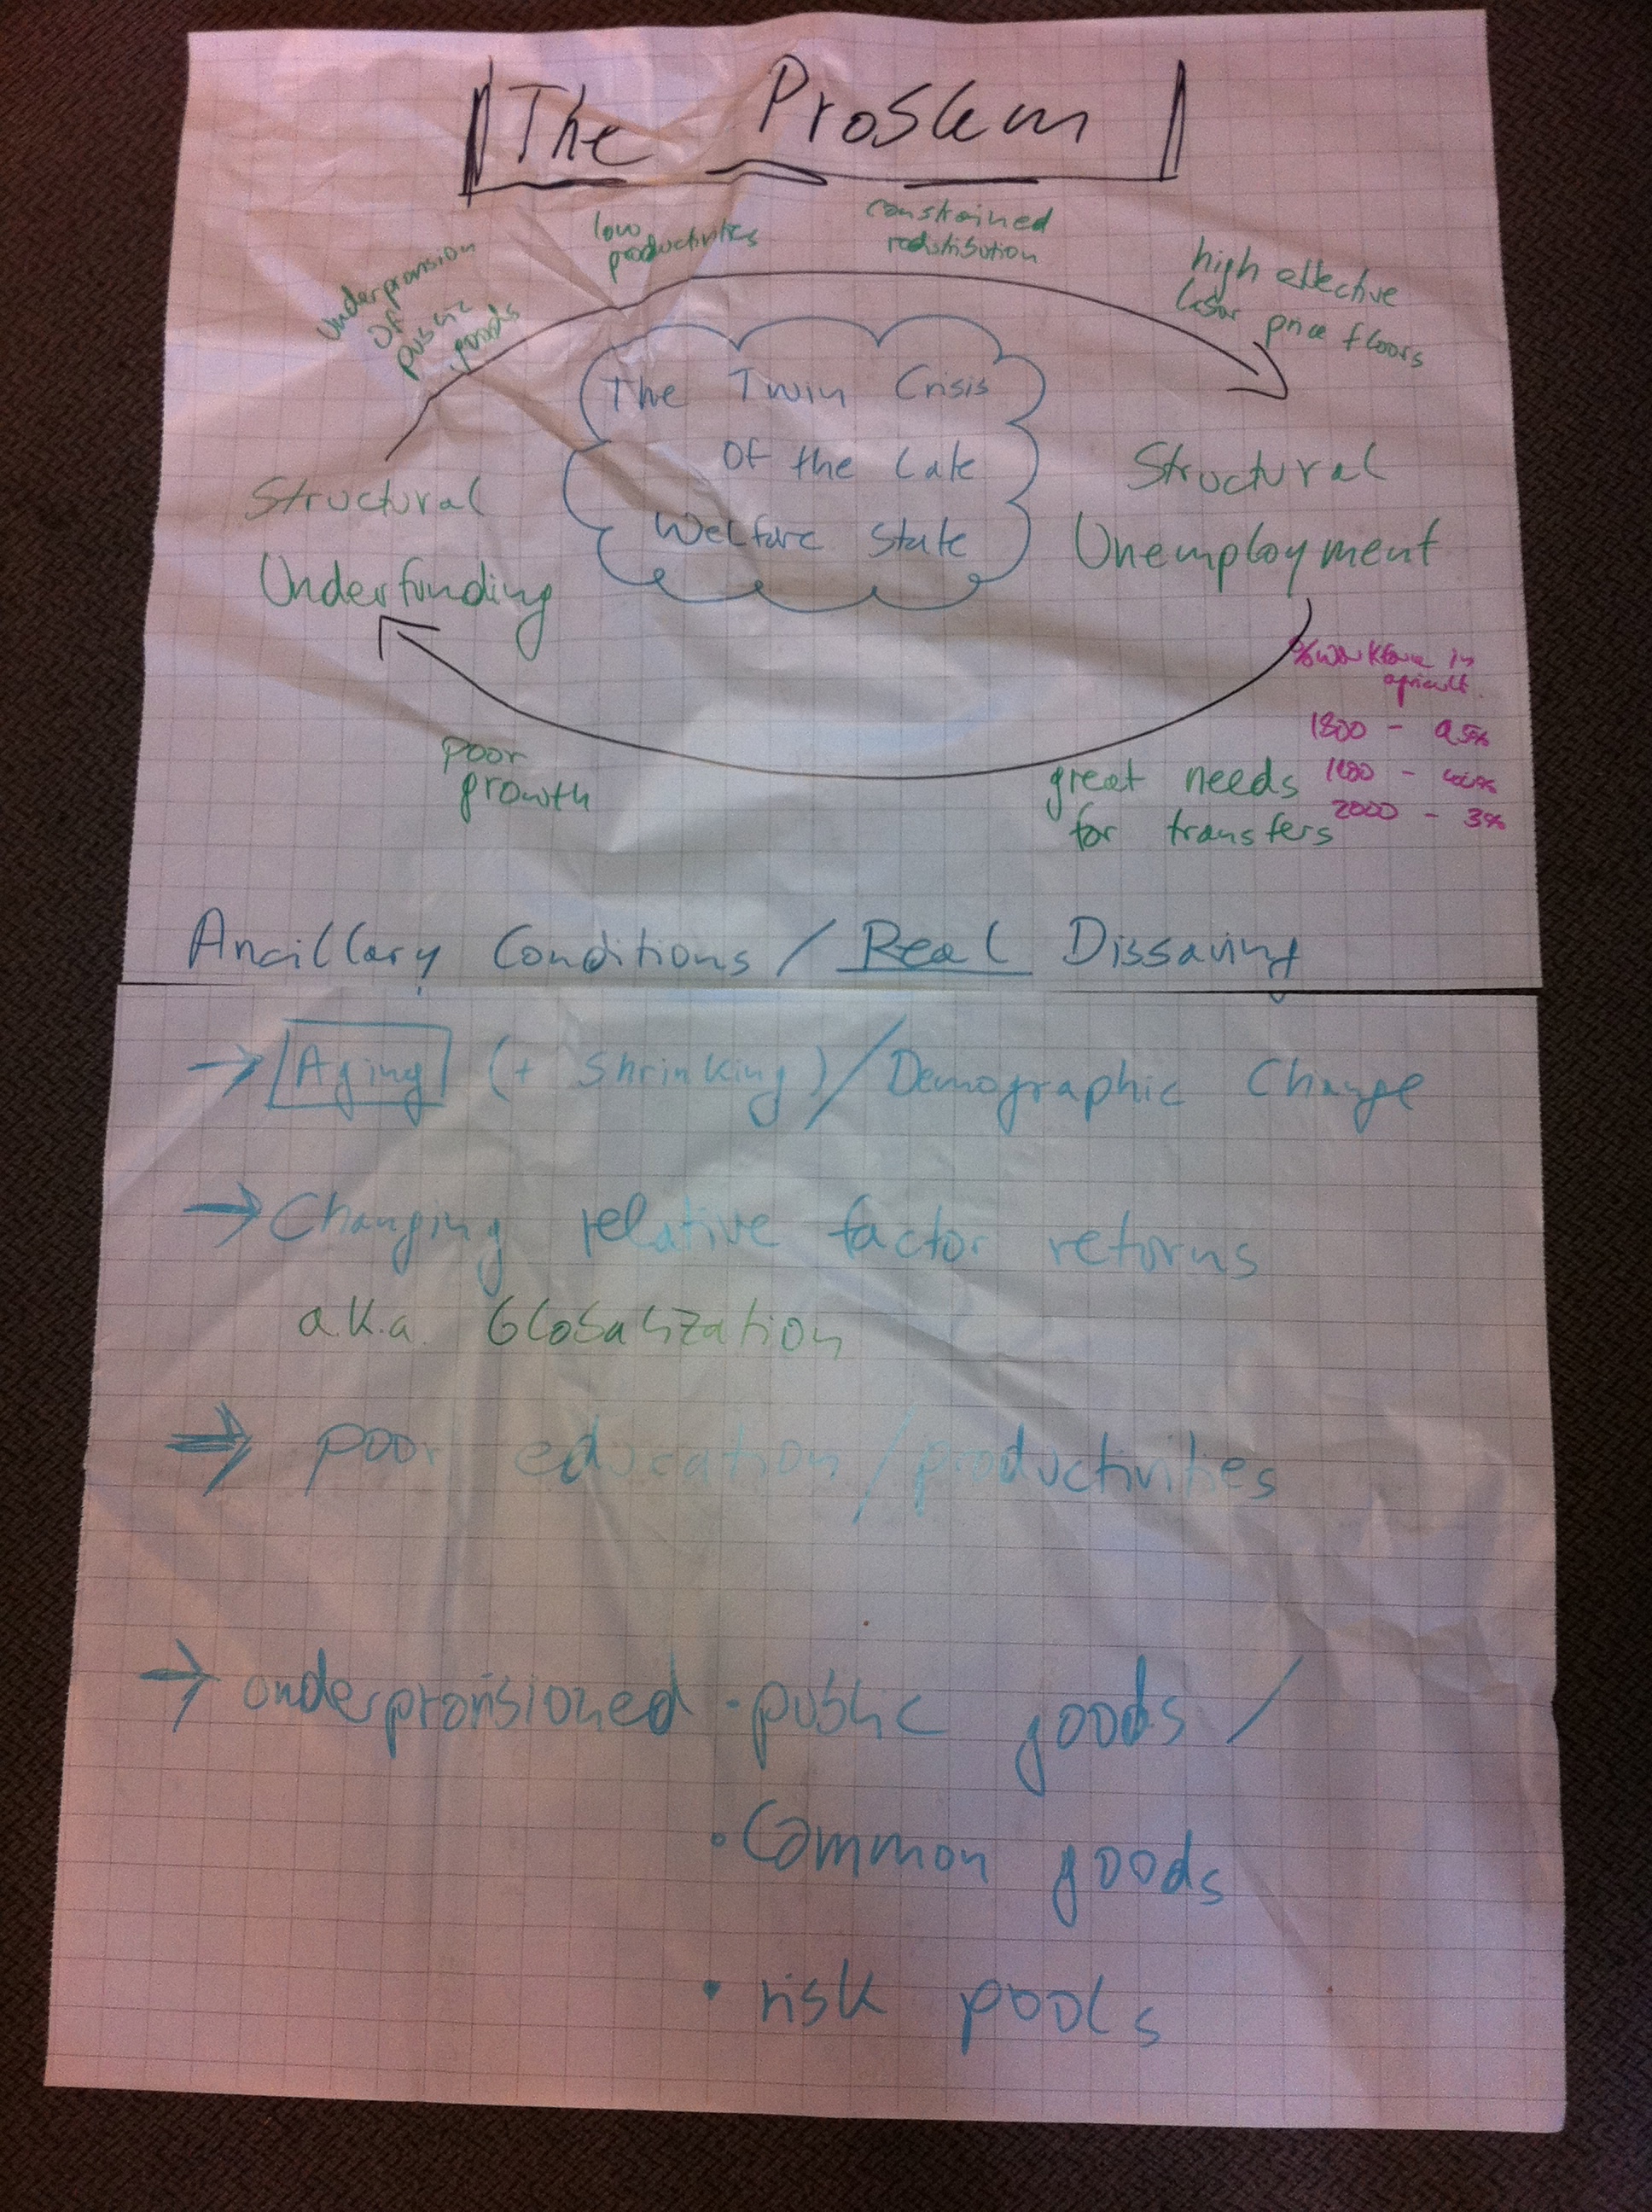 The Problem
underprovision
of
public
goods
low
productivities
constrained
redistribution
high effective
labor price floors
The Twin Crisis
Of the Late
Welfare State
Structural
Underfunding
Structural
Unemployment
% workforce in
agricult.
1800 - 95%
2000 - 3%
poor
growth
great needs
for transfers
Ancillary Conditions / Real Dissaving
→ Aging (+ Shrinking) / Demographic Change
→ Changing relative factor returns
a.k.a. Globalization
⇒ poor education / productivities
→ underprovisioned · public goods /
· Common goods
· risk pools